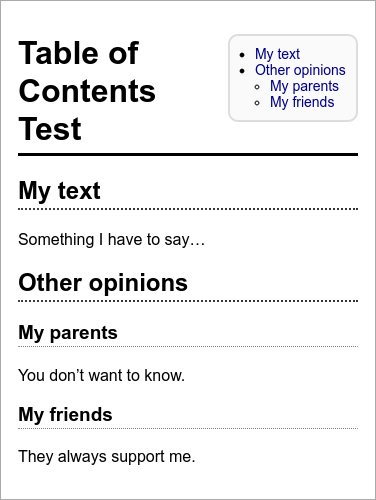 Table of
Contents
Test
My text
Other opinions
My parents
My friends
My text
Something I have to say…
Other opinions
My parents
You don’t want to know.
My friends
They always support me.